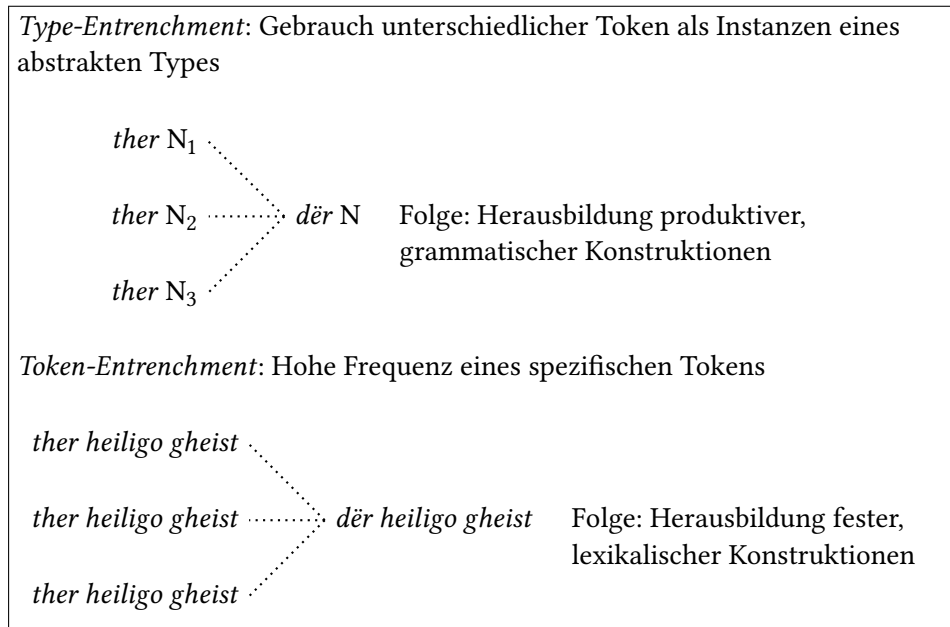 Type-Entrenchment: Gebrauch unterschiedlicher Token als Instanzen eines
abstrakten Types
ther N₁
ther N₂ dër N Folge: Herausbildung produktiver,
grammatischer Konstruktionen
ther N₃
Token-Entrenchment: Hohe Frequenz eines spezifischen Tokens
ther heiligo gheist
ther heiligo gheist dër heiligo gheist Folge: Herausbildung fester,
lexikalischer Konstruktionen
ther heiligo gheist